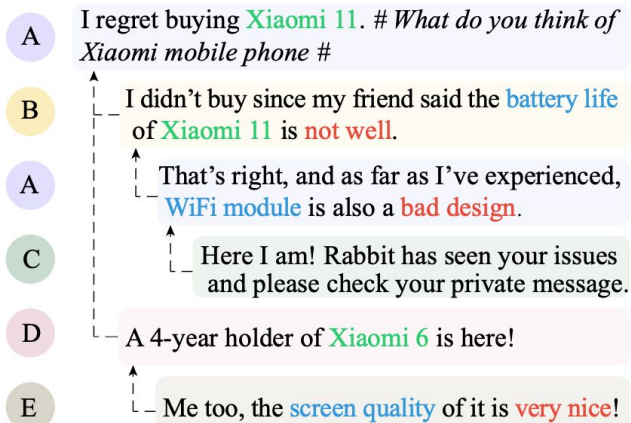 A
I regret buying Xiaomi 11. # What do you think of
Xiaomi mobile phone #
B
I didn't buy since my friend said the battery life
of Xiaomi 11 is not well.
A
That's right, and as far as I've experienced,
WiFi module is also a bad design.
C
Here I am! Rabbit has seen your issues
and please check your private message.
D
A 4-year holder of Xiaomi 6 is here!
E
Me too, the screen quality of it is very nice!